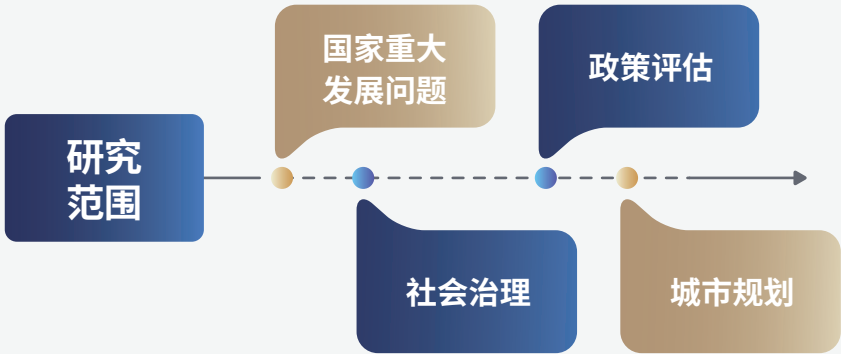 研究
范围
国家重大
发展问题
社会治理
政策评估
城市规划